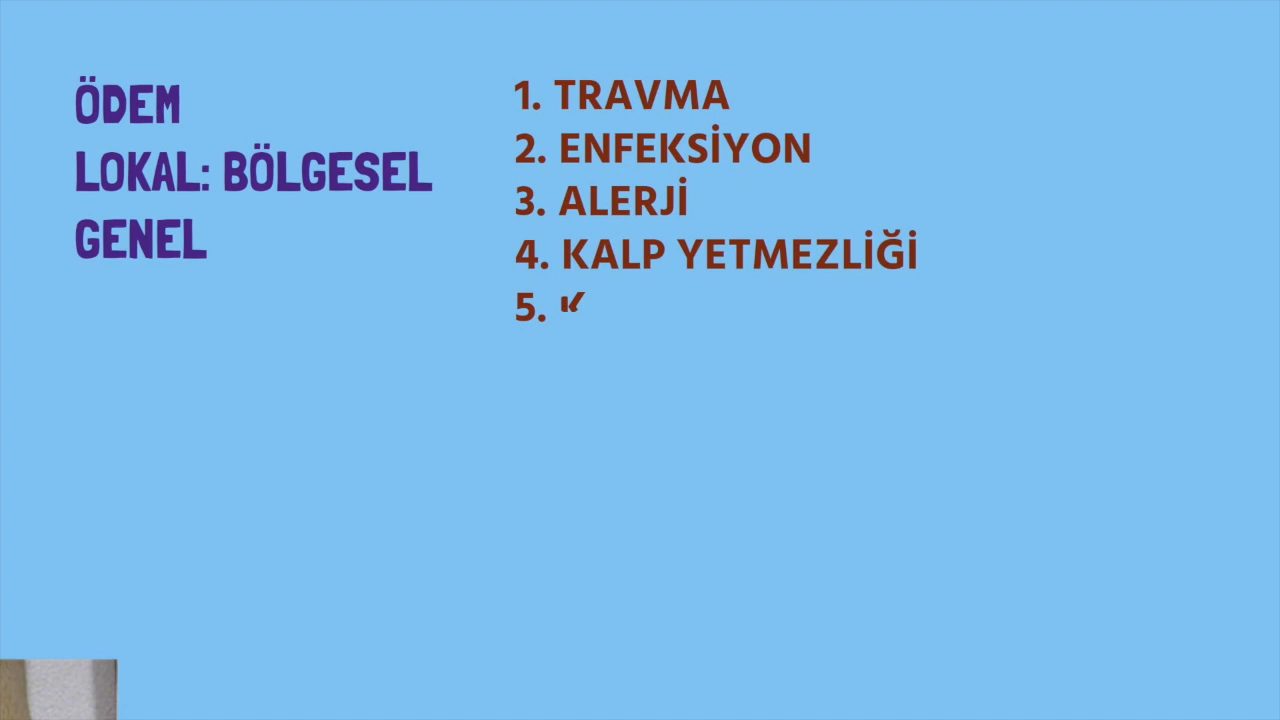 ÖDEM
LOKAL: BÖLGESEL
GENEL
1. TRAVMA
2. ENFEKSİYON
3. ALERJİ
4. KALP YETMEZLİĞİ
5.